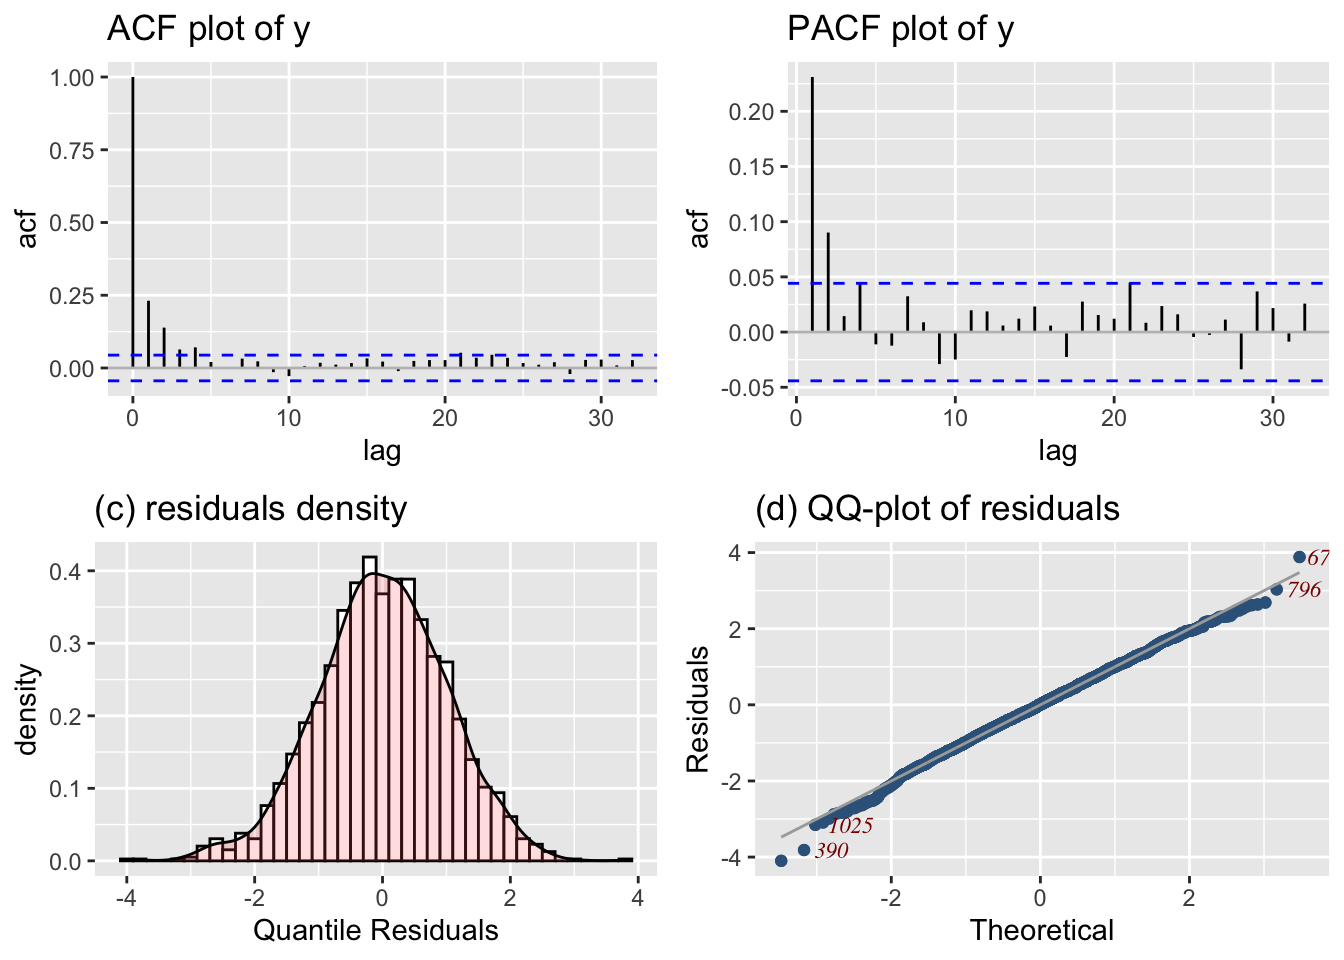 ACF plot of y
1.00
0.75
0.50
0.25
0.00
acf
0 10 20 30
lag
PACF plot of y
0.20
0.15
0.10
0.05
0.00
-0.05
acf
0 10 20 30
lag
(c) residuals density
0.4
0.3
0.2
0.1
0.0
density
-4 -2 0 2 4
Quantile Residuals
(d) QQ-plot of residuals
4
2
0
-2
-4
Residuals
67
796
1025
390
-2 0 2
Theoretical